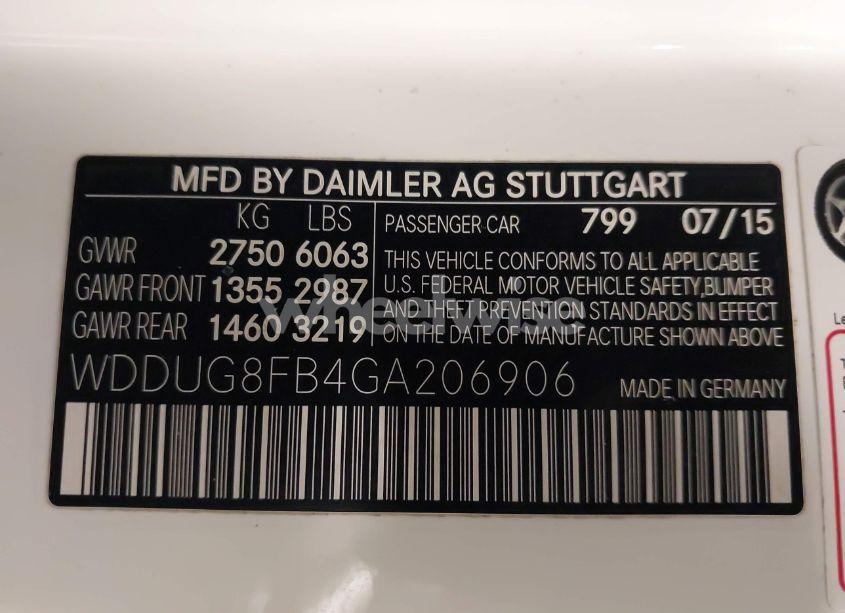 MFD BY DAIMLER AG STUTTGART
KG LBS
GVWR 2750 6063
GAWR FRONT 1355 2987
GAWR REAR 1460 3219
PASSENGER CAR 799 07/15
THIS VEHICLE CONFORMS TO ALL APPLICABLE
U.S. FEDERAL MOTOR VEHICLE SAFETY,BUMPER
AND THEFT PREVENTION STANDARDS IN EFFECT
ON THE DATE OF MANUFACTURE SHOWN ABOVE
WDDUG8FB4GA206906
MADE IN GERMANY